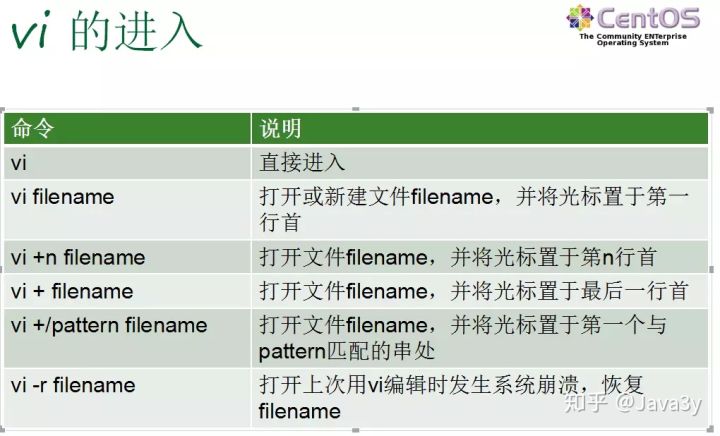 vi 的进入
CentOS
The Community ENTerprise
Operating System
命令 说明
vi 直接进入
vi filename 打开或新建文件filename，并将光标置于第一
行首
vi +n filename 打开文件filename，并将光标置于第n行首
vi + filename 打开文件filename，并将光标置于最后一行首
vi +/pattern filename 打开文件filename，并将光标置于第一个与
pattern匹配的串处
vi -r filename 打开上次用vi编辑时发生系统崩溃，恢复
filename
知乎 @Java3y